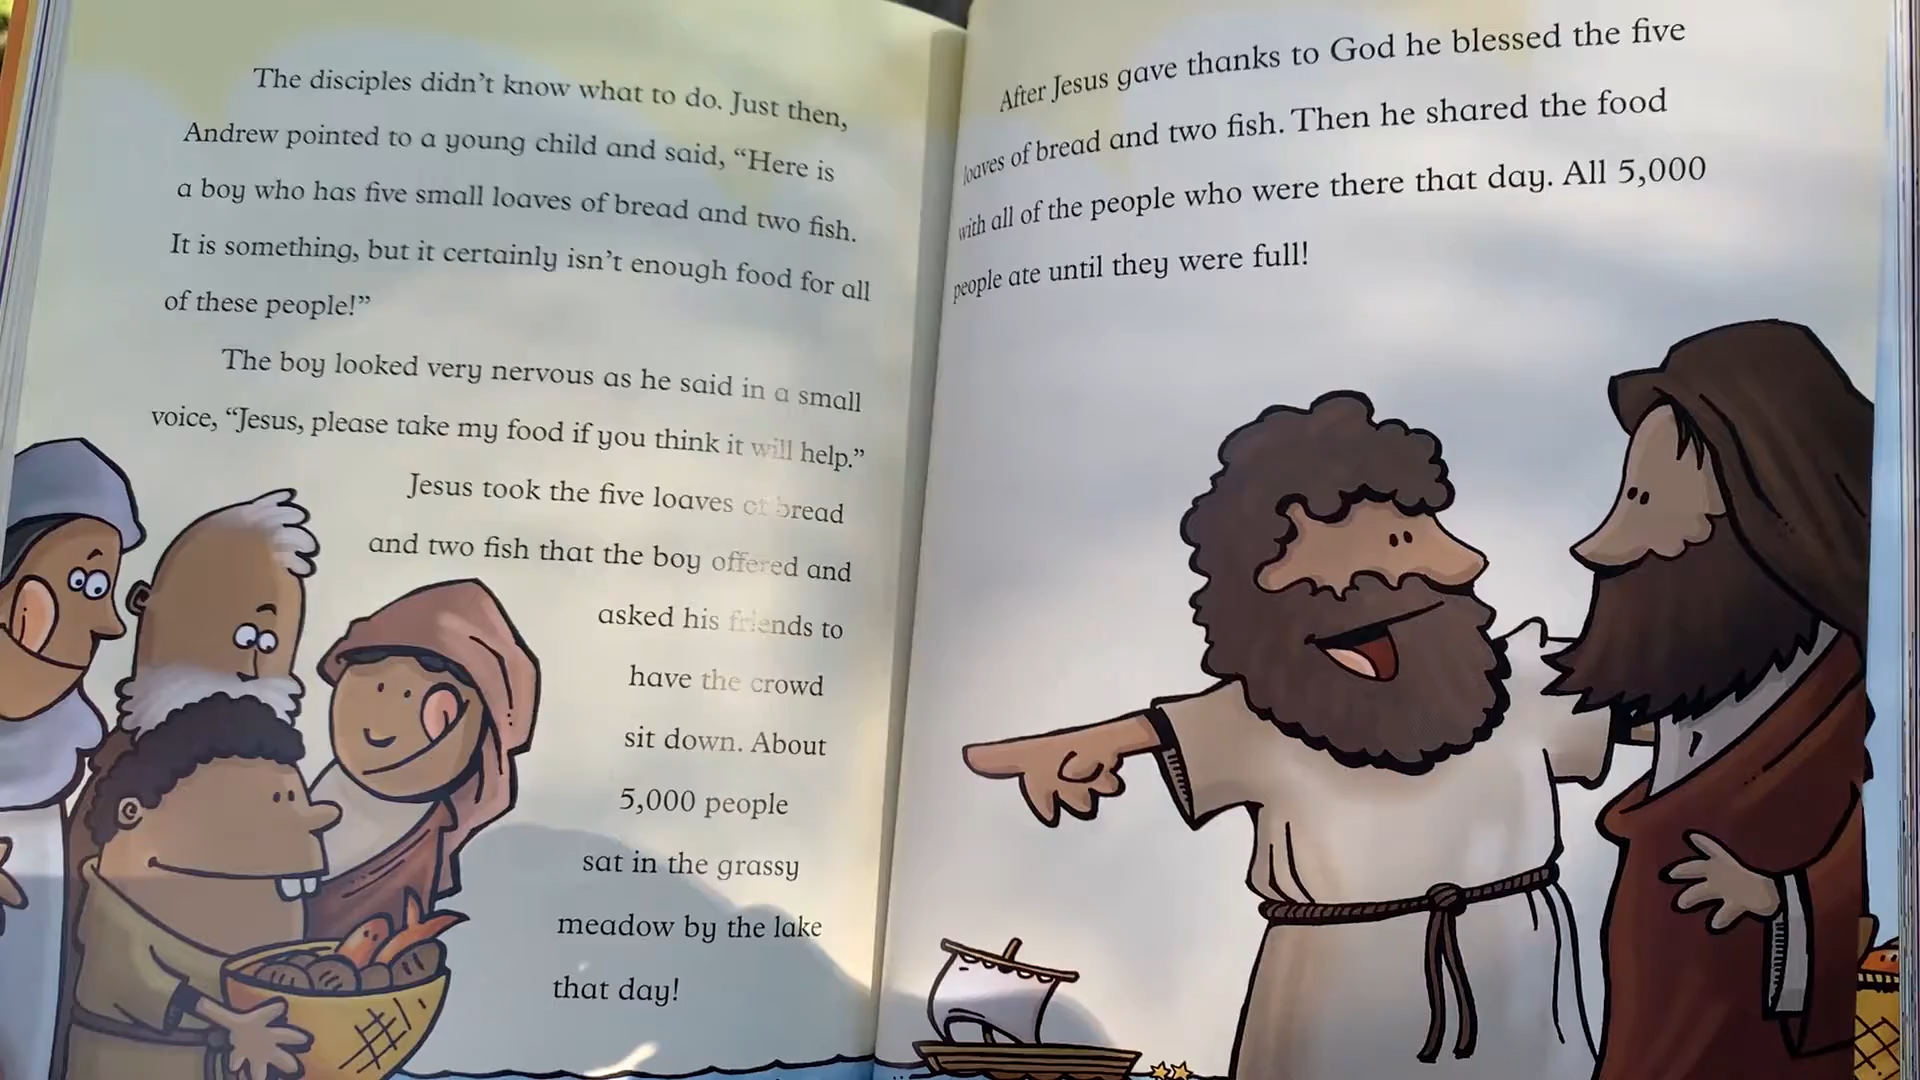 The disciples didn't know what to do. Just then,
Andrew pointed to a young child and said, "Here is
a boy who has five small loaves of bread and two fish.
It is something, but it certainly isn't enough food for all
of these people!"
The boy looked very nervous as he said in a small
voice, "Jesus, please take my food if you think it will help."
Jesus took the five loaves of bread
and two fish that the boy offered and
asked his friends to
have the crowd
sit down. About
5,000 people
sat in the grassy
meadow by the lake
that day!
After Jesus gave thanks to God he blessed the five
loaves of bread and two fish. Then he shared the food
with all of the people who were there that day. All 5,000
people ate until they were full!